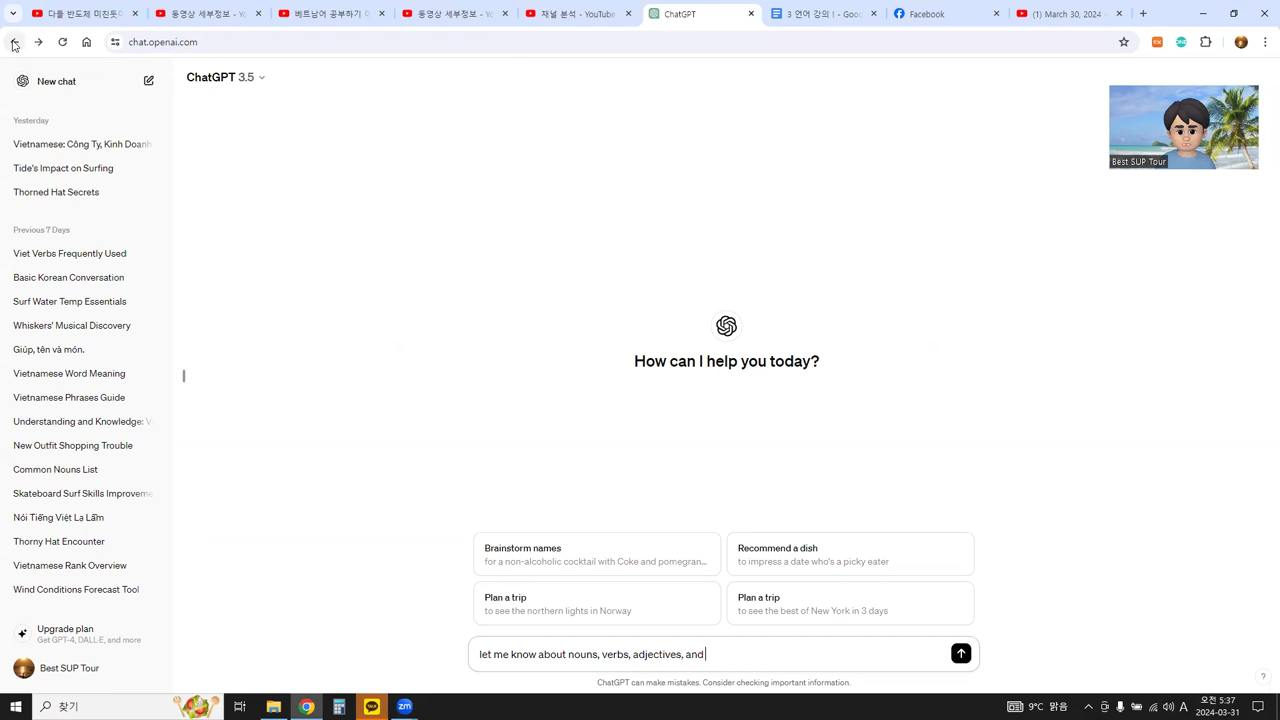 다들 반도체 미친듯이
동영상 세부정보 - Yo
베트남어 공부하기
동영상 세부정보 - Yo
채널 분석 - YouTube
ChatGPT
3 연어 강의 ! - Goo
Facebook
(1) March 30, 2024
chat.openai.com
New chat
ChatGPT 3.5
Yesterday
Vietnamese: Công Ty, Kinh Doanh
Tide's Impact on Surfing
Thorned Hat Secrets
Best SUP Tour
Previous 7 Days
Viet Verbs Frequently Used
Basic Korean Conversation
Surf Water Temp Essentials
Whiskers' Musical Discovery
Giúp, tên và món.
Vietnamese Word Meaning
Vietnamese Phrases Guide
Understanding and Knowledge: V
New Outfit Shopping Trouble
Common Nouns List
Skateboard Surf Skills Improveme
Nói Tiếng Việt Lạ Lẫm
Thorny Hat Encounter
Vietnamese Rank Overview
Wind Conditions Forecast Tool
Upgrade plan
Get GPT-4, DALL·E, and more
Best SUP Tour
How can I help you today?
Brainstorm names
for a non-alcoholic cocktail with Coke and pomegran...
Recommend a dish
to impress a date who's a picky eater
Plan a trip
to see the northern lights in Norway
Plan a trip
to see the best of New York in 3 days
let me know about nouns, verbs, adjectives, and
ChatGPT can make mistakes. Consider checking important information.
?
찾기
TALK
zm
9°C 맑음
A
오전 5:37
2024-03-31